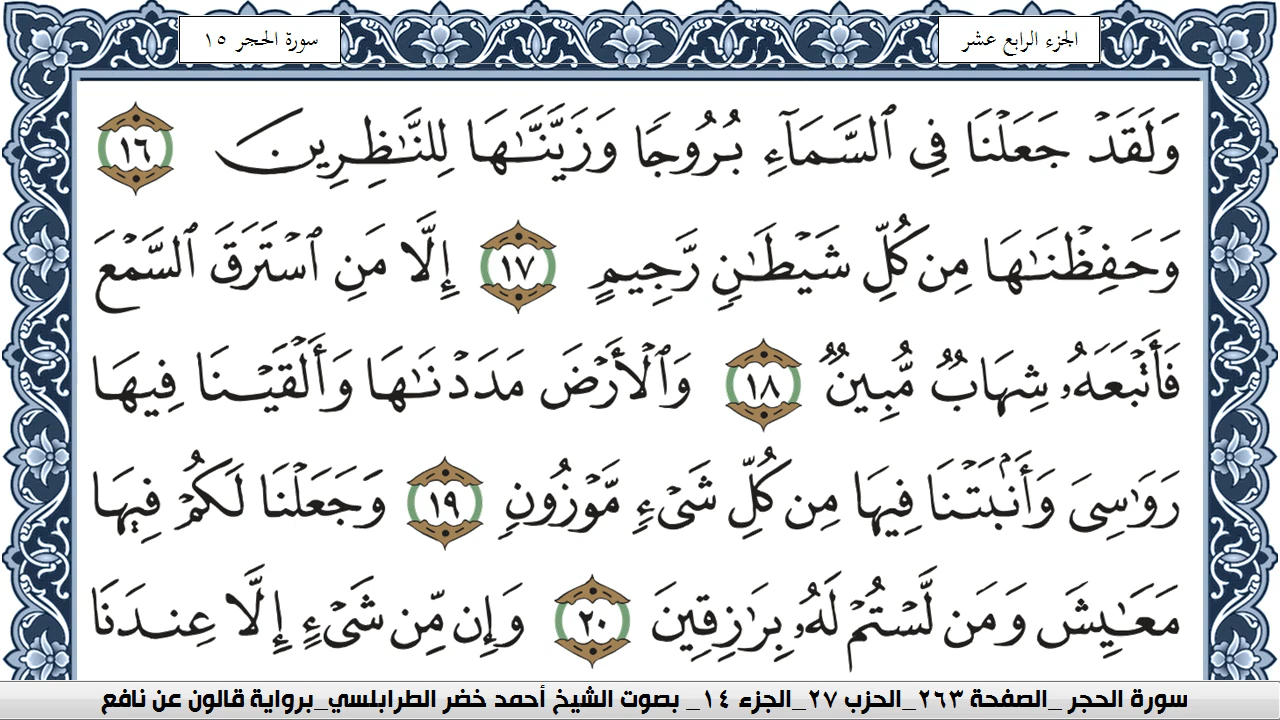 الجزء الرابع عشر
سورة الحجر ١٥
وَلَقَدْ جَعَلْنَا فِى ٱلسَّمَآءِ بُرُوجًا وَزَيَّنَّٰهَا لِلنَّٰظِرِينَ ١٦
وَحَفِظْنَٰهَا مِن كُلِّ شَيْطَٰنٍ رَّجِيمٍ ١٧ إِلَّا مَنِ ٱسْتَرَقَ ٱلسَّمْعَ
فَأَتْبَعَهُۥ شِهَابٌ مُّبِينٌ ١٨ وَٱلْأَرْضَ مَدَدْنَٰهَا وَأَلْقَيْنَا فِيهَا
رَوَٰسِىَ وَأَنۢبَتْنَا فِيهَا مِن كُلِّ شَىْءٍ مَّوْزُونٍ ١٩ وَجَعَلْنَا لَكُمْ فِيهَا
مَعَٰيِشَ وَمَن لَّسْتُمْ لَهُۥ بِرَٰزِقِينَ ٢٠ وَإِن مِّن شَىْءٍ إِلَّا عِندَنَا
سورة الحجر _الصفحة ٢٦٣_الحزب ٢٧_الجزء ١٤_ بصوت الشيخ أحمد خضر الطرابلسي_برواية قالون عن نافع